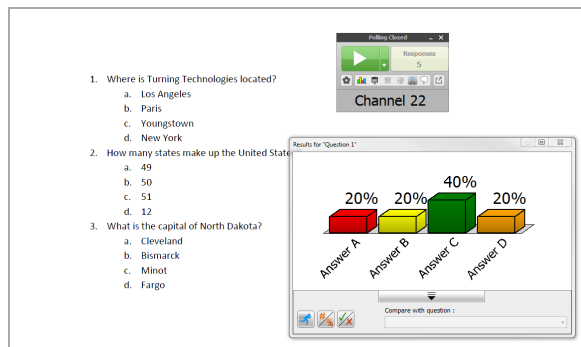 Polling Closed
Responses
5
Channel 22
1. Where is Turning Technologies located?
a. Los Angeles
b. Paris
c. Youngstown
d. New York
2. How many states make up the United State
a. 49
b. 50
c. 51
d. 12
3. What is the capital of North Dakota?
a. Cleveland
b. Bismarck
c. Minot
d. Fargo
Results for "Question 1"
40%
20% 20% 20%
Answer A Answer B Answer C Answer D
Compare with question :